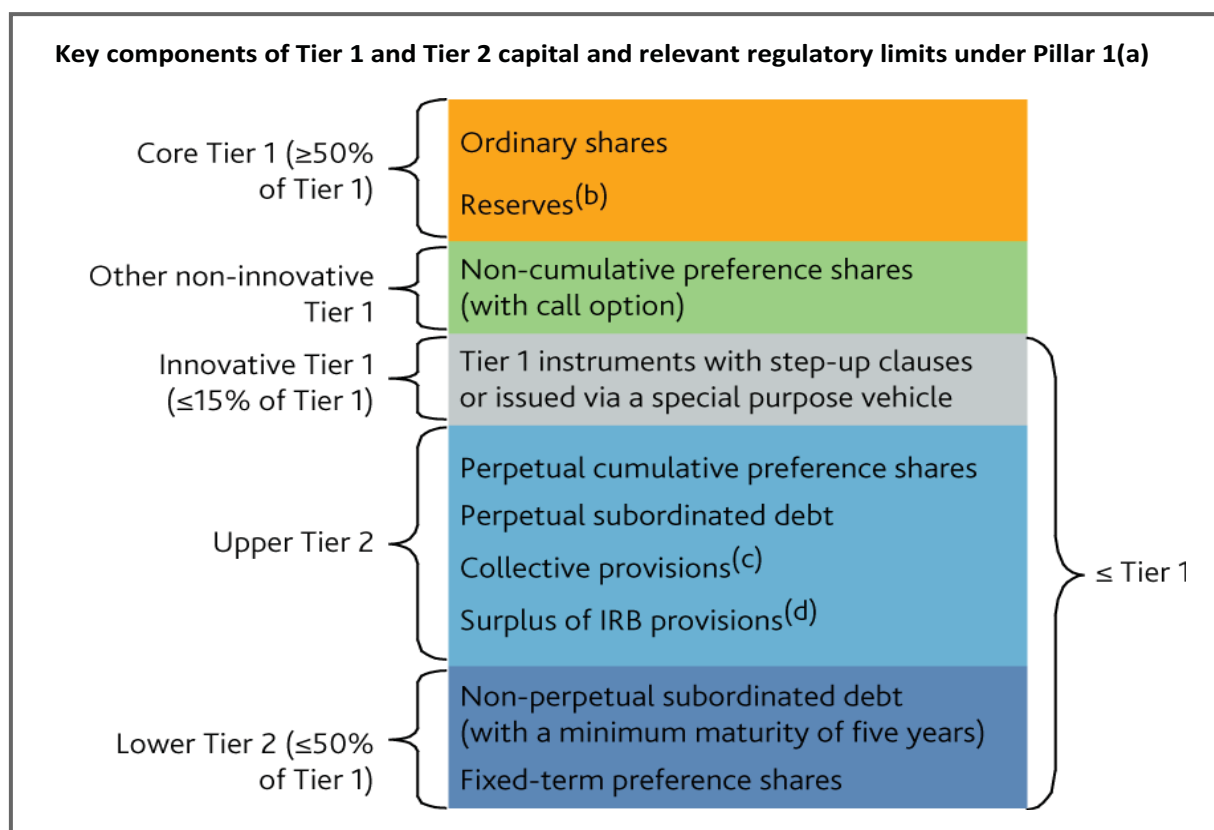 Key components of Tier 1 and Tier 2 capital and relevant regulatory limits under Pillar 1(a)
Core Tier 1 (≥50%
of Tier 1)
Ordinary shares
Reserves(b)
Other non-innovative
Tier 1
Non-cumulative preference shares
(with call option)
Innovative Tier 1
(≤15% of Tier 1)
Tier 1 instruments with step-up clauses
or issued via a special purpose vehicle
Upper Tier 2
Perpetual cumulative preference shares
Perpetual subordinated debt
Collective provisions(c)
Surplus of IRB provisions(d)
≤ Tier 1
Lower Tier 2 (≤50%
of Tier 1)
Non-perpetual subordinated debt
(with a minimum maturity of five years)
Fixed-term preference shares